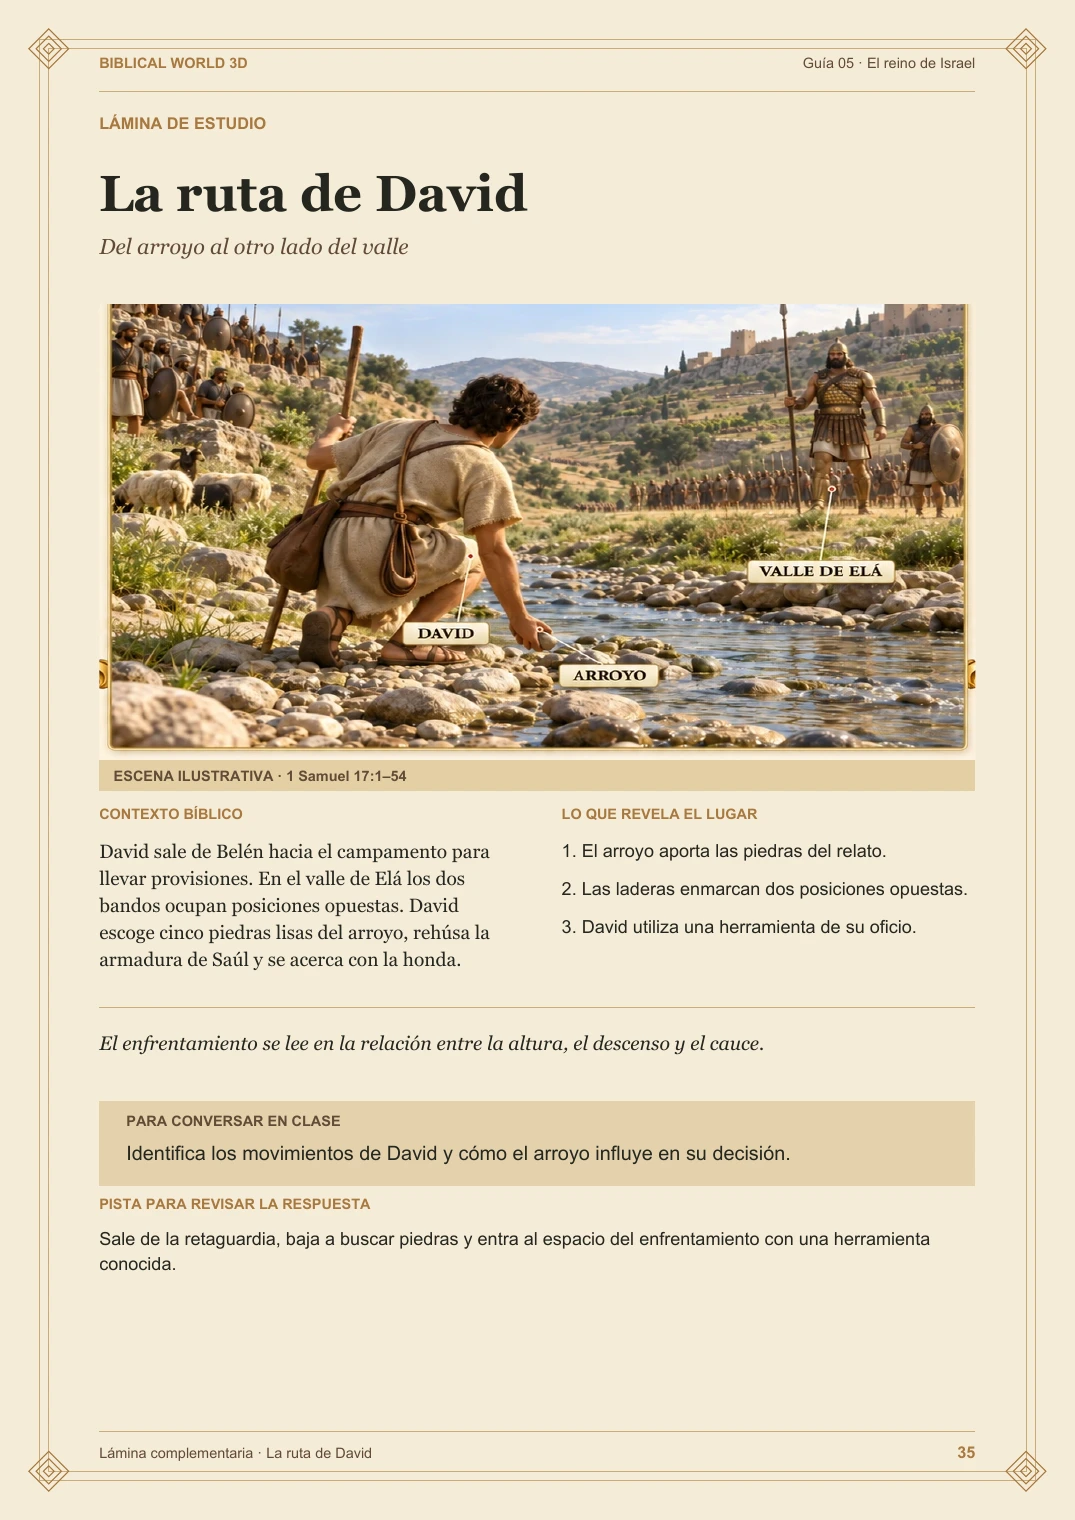 BIBLICAL WORLD 3D
Guía 05 · El reino de Israel
LÁMINA DE ESTUDIO
La ruta de David
Del arroyo al otro lado del valle
VALLE DE ELÁ
DAVID
ARROYO
ESCENA ILUSTRATIVA · 1 Samuel 17:1–54
CONTEXTO BÍBLICO
David sale de Belén hacia el campamento para
llevar provisiones. En el valle de Elá los dos
bandos ocupan posiciones opuestas. David
escoge cinco piedras lisas del arroyo, rehúsa la
armadura de Saúl y se acerca con la honda.
LO QUE REVELA EL LUGAR
1. El arroyo aporta las piedras del relato.
2. Las laderas enmarcan dos posiciones opuestas.
3. David utiliza una herramienta de su oficio.
El enfrentamiento se lee en la relación entre la altura, el descenso y el cauce.
PARA CONVERSAR EN CLASE
Identifica los movimientos de David y cómo el arroyo influye en su decisión.
PISTA PARA REVISAR LA RESPUESTA
Sale de la retaguardia, baja a buscar piedras y entra al espacio del enfrentamiento con una herramienta
conocida.
Lámina complementaria · La ruta de David
35